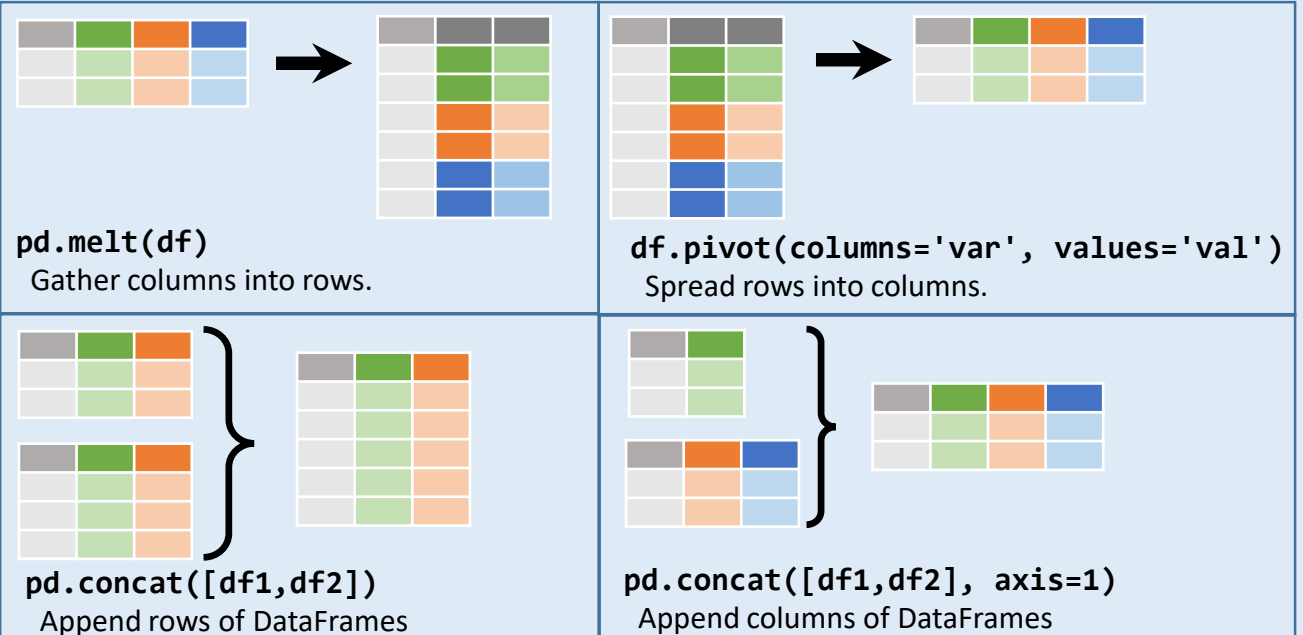 pd.melt(df)
Gather columns into rows.
df.pivot(columns='var', values='val')
Spread rows into columns.
pd.concat([df1,df2])
Append rows of DataFrames
pd.concat([df1,df2], axis=1)
Append columns of DataFrames